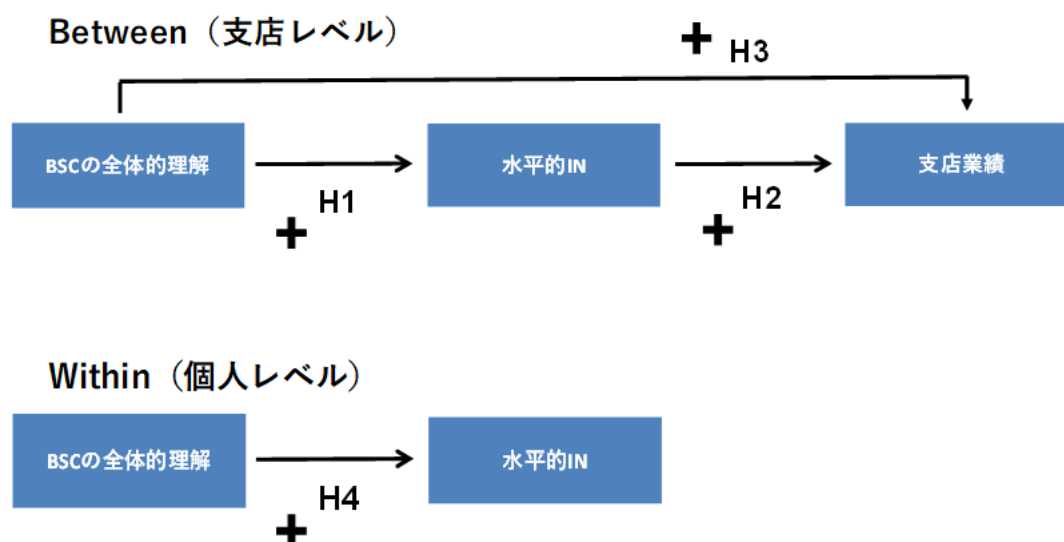 Between（支店レベル）
+ H3
BSCの全体的理解
水平的IN
支店業績
+ H1
+ H2
Within（個人レベル）
BSCの全体的理解
水平的IN
+ H4